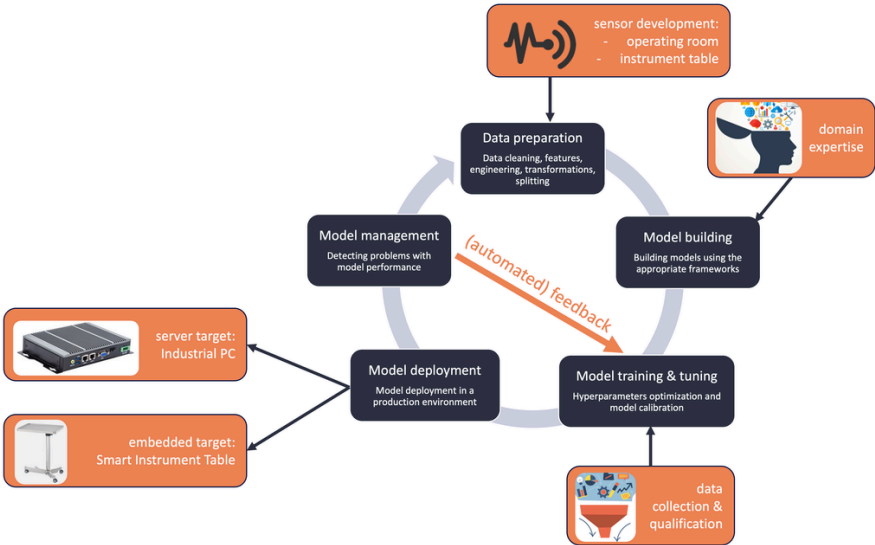 sensor development:
- operating room
- instrument table
Data preparation
Data cleaning, features,
engineering, transformations,
splitting
domain
expertise
Model building
Building models using the
appropriate frameworks
Model management
Detecting problems with
model performance
(automated) feedback
server target:
Industrial PC
Model deployment
Model deployment in a
production environment
Model training & tuning
Hyperparameters optimization and
model calibration
embedded target:
Smart Instrument Table
data
collection &
qualification